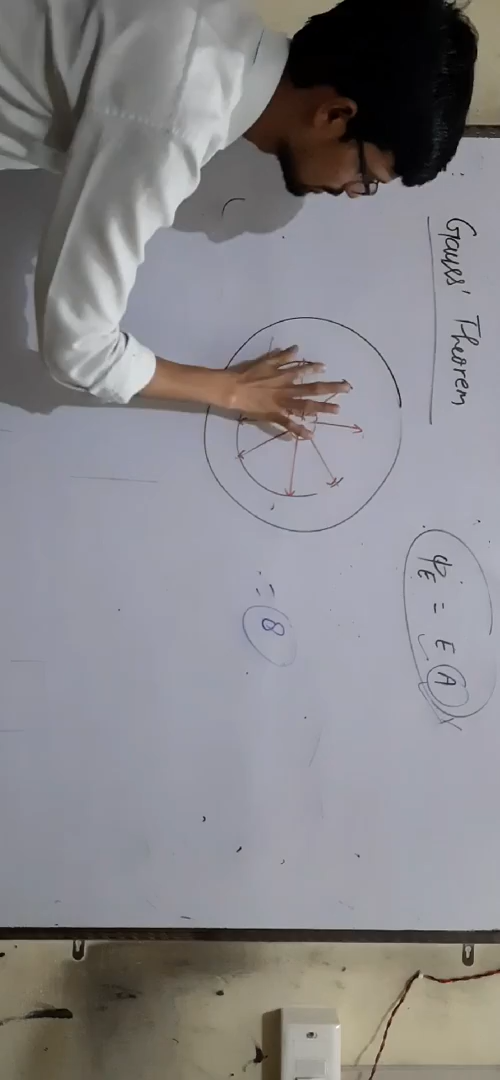 Gauss' Theorem
ΦE = EA
= 8